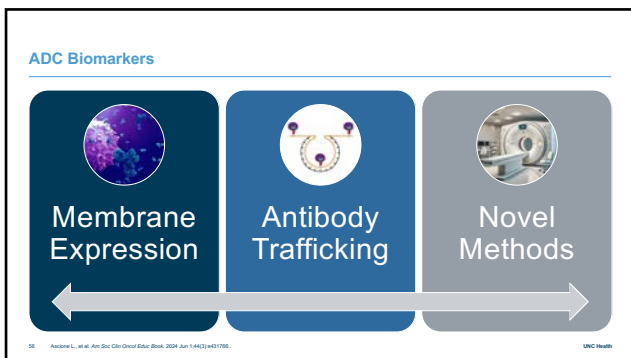 ADC Biomarkers
Membrane
Expression
Antibody
Trafficking
Novel
Methods
56 Ascione L., et al. Am Soc Clin Oncol Educ Book. 2024 Jun 1;44(3):e431766.
UNC Health